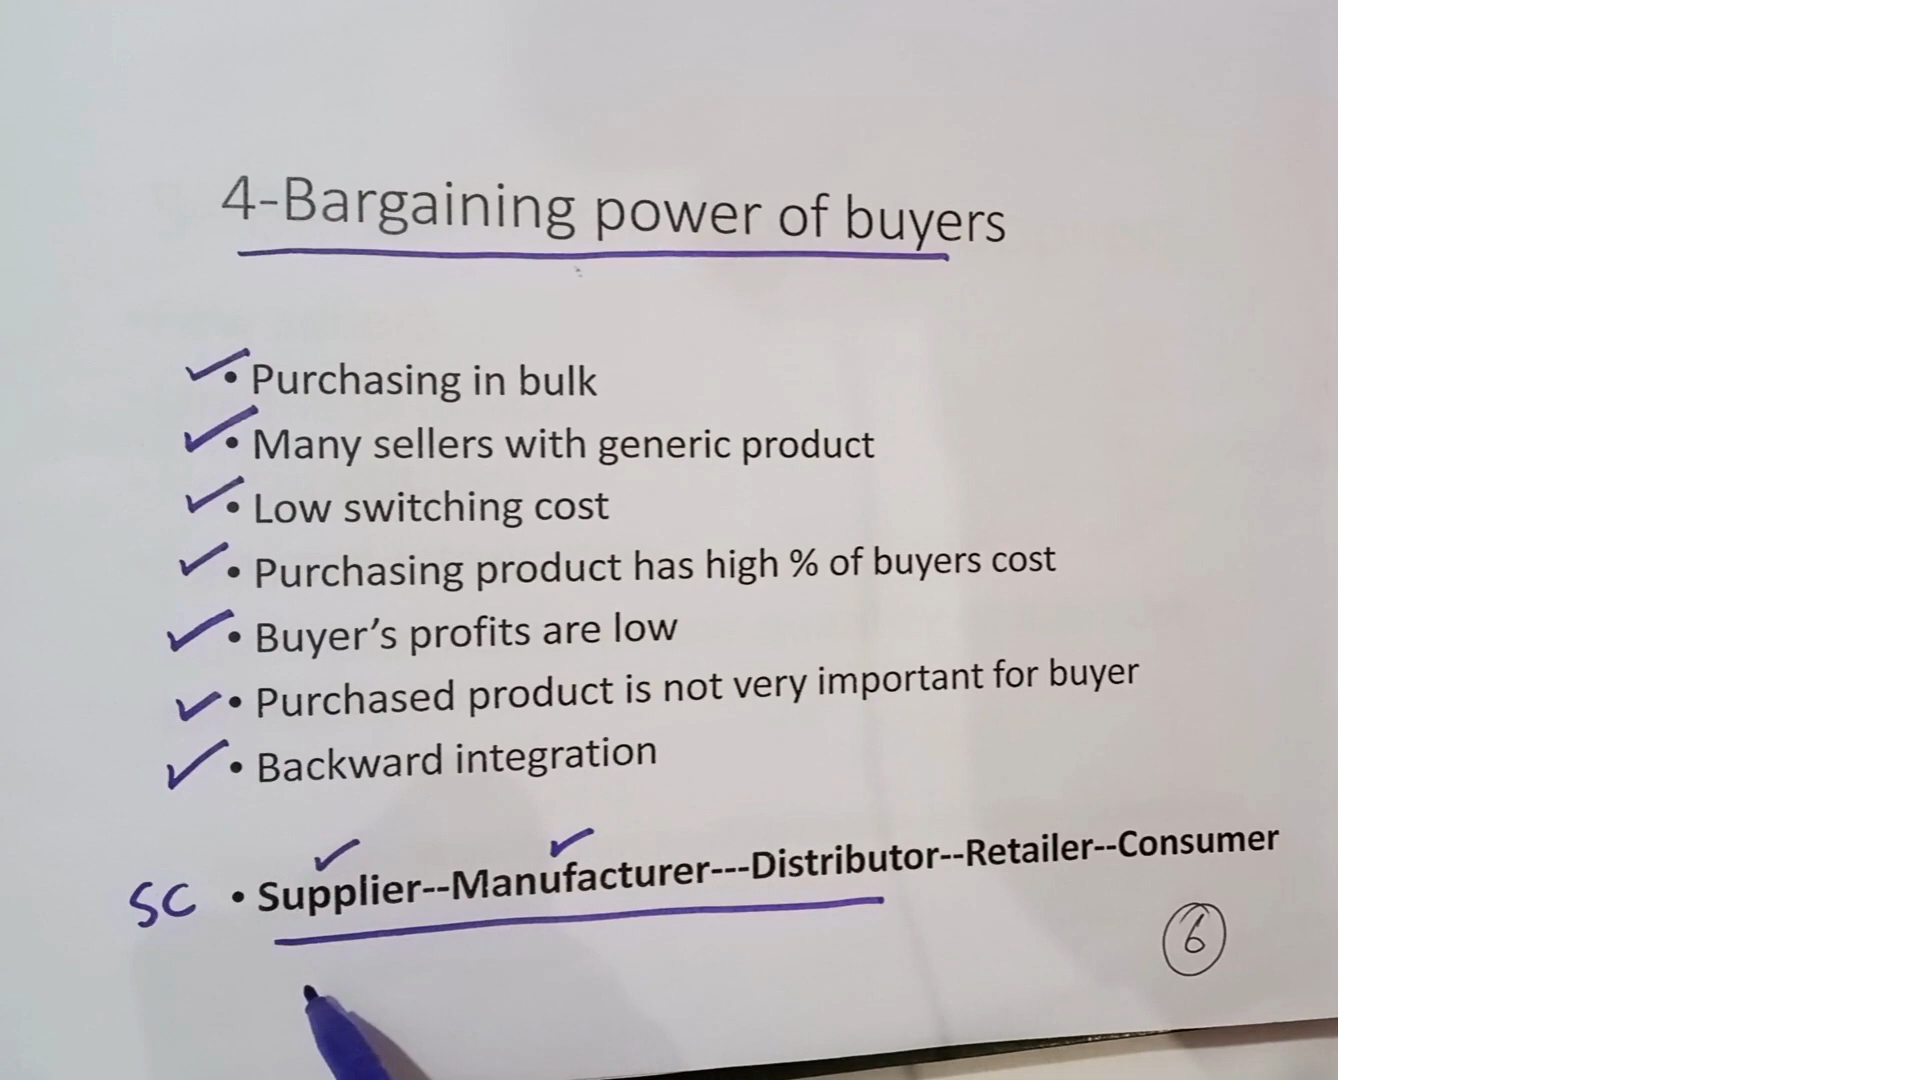 4-Bargaining power of buyers
• Purchasing in bulk
• Many sellers with generic product
• Low switching cost
• Purchasing product has high % of buyers cost
• Buyer’s profits are low
• Purchased product is not very important for buyer
• Backward integration
SC • Supplier--Manufacturer---Distributor--Retailer--Consumer
6